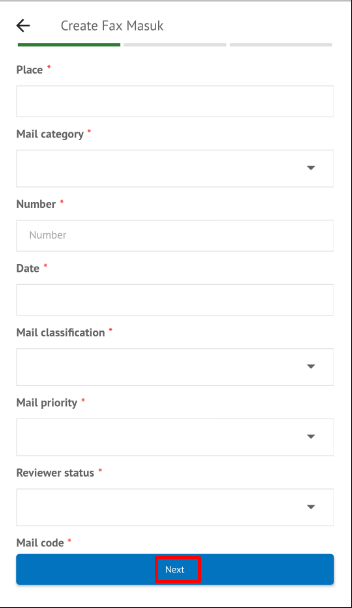 Create Fax Masuk
Place *
Mail category *
Number *
Number
Date *
Mail classification *
Mail priority *
Reviewer status *
Mail code *
Next